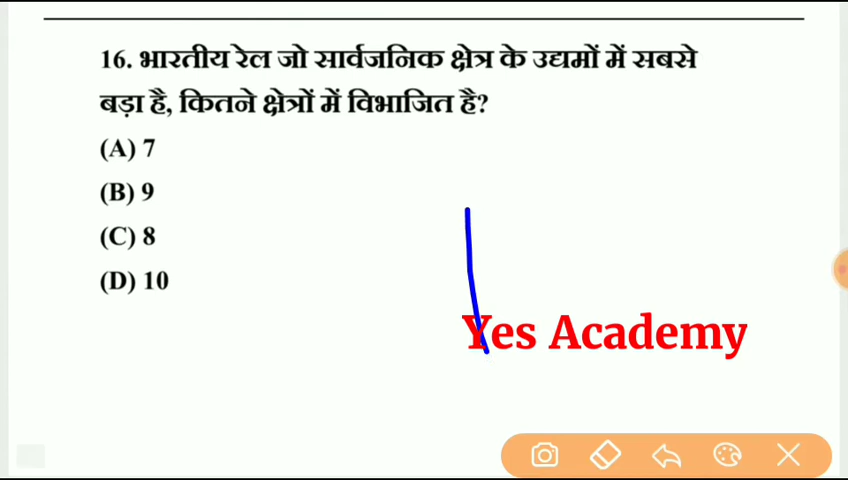 16. भारतीय रेल जो सार्वजनिक क्षेत्र के उद्यमों में सबसे
बड़ा है, कितने क्षेत्रों में विभाजित है?
(A) 7
(B) 9
(C) 8
(D) 10
Yes Academy